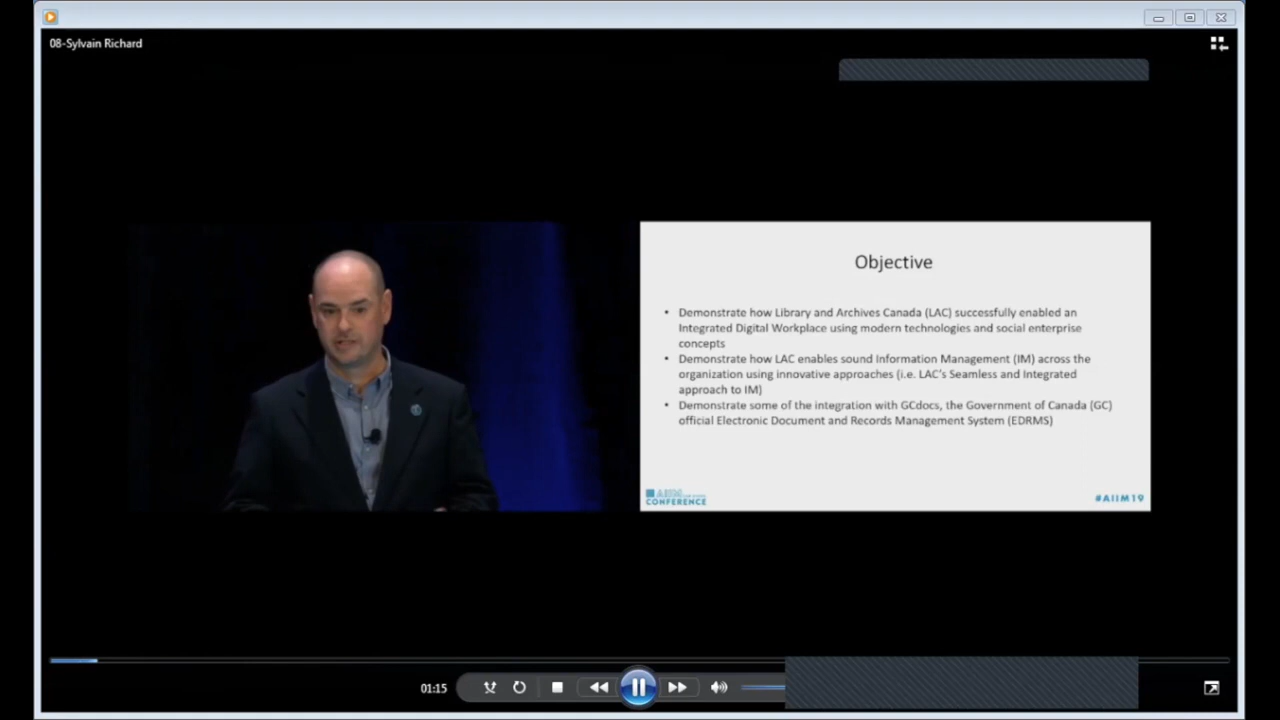 08-Sylvain Richard
Objective
• Demonstrate how Library and Archives Canada (LAC) successfully enabled an
Integrated Digital Workplace using modern technologies and social enterprise
concepts
• Demonstrate how LAC enables sound Information Management (IM) across the
organization using innovative approaches (i.e. LAC's Seamless and Integrated
approach to IM)
• Demonstrate some of the integration with GCdocs, the Government of Canada (GC)
official Electronic Document and Records Management System (EDRMS)
AIIM
CONFERENCE
#AIIM19
01:15